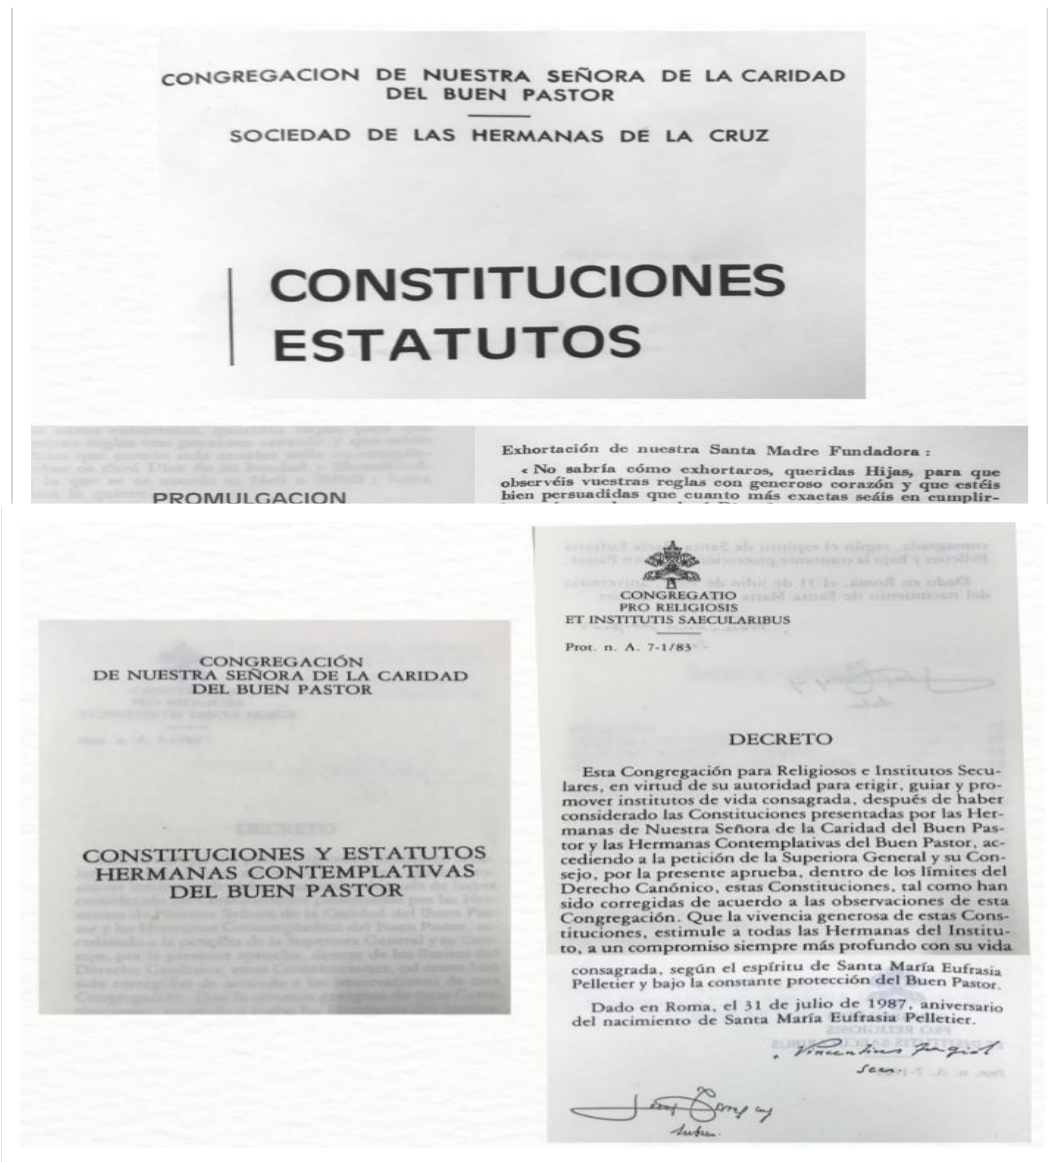 CONGREGACION DE NUESTRA SEÑORA DE LA CARIDAD
DEL BUEN PASTOR
SOCIEDAD DE LAS HERMANAS DE LA CRUZ
CONSTITUCIONES
ESTATUTOS
PROMULGACION
Exhortación de nuestra Santa Madre Fundadora :
« No sabría cómo exhortaros, queridas Hijas, para que
observéis vuestras reglas con generoso corazón y que estéis
bien persuadidas que cuanto más exactas seáis en cumplir-
CONGREGACIÓN
DE NUESTRA SEÑORA DE LA CARIDAD
DEL BUEN PASTOR
CONSTITUCIONES Y ESTATUTOS
HERMANAS CONTEMPLATIVAS
DEL BUEN PASTOR
CONGREGATIO
PRO RELIGIOSIS
ET INSTITUTIS SAECULARIBUS
Prot. n. A. 7-1/83
DECRETO
Esta Congregación para Religiosos e Institutos Secu-
lares, en virtud de su autoridad para erigir, guiar y pro-
mover institutos de vida consagrada, después de haber
considerado las Constituciones presentadas por las Her-
manas de Nuestra Señora de la Caridad del Buen Pas-
tor y las Hermanas Contemplativas del Buen Pastor, ac-
cediendo a la petición de la Superiora General y su Con-
sejo, por la presente aprueba, dentro de los límites del
Derecho Canónico, estas Constituciones, tal como han
sido corregidas de acuerdo a las observaciones de esta
Congregación. Que la vivencia generosa de estas Cons-
tituciones, estimule a todas las Hermanas del Institu-
to, a un compromiso siempre más profundo con su vida
consagrada, según el espíritu de Santa María Eufrasia
Pelletier y bajo la constante protección del Buen Pastor.
Dado en Roma, el 31 de julio de 1987, aniversario
del nacimiento de Santa María Eufrasia Pelletier.